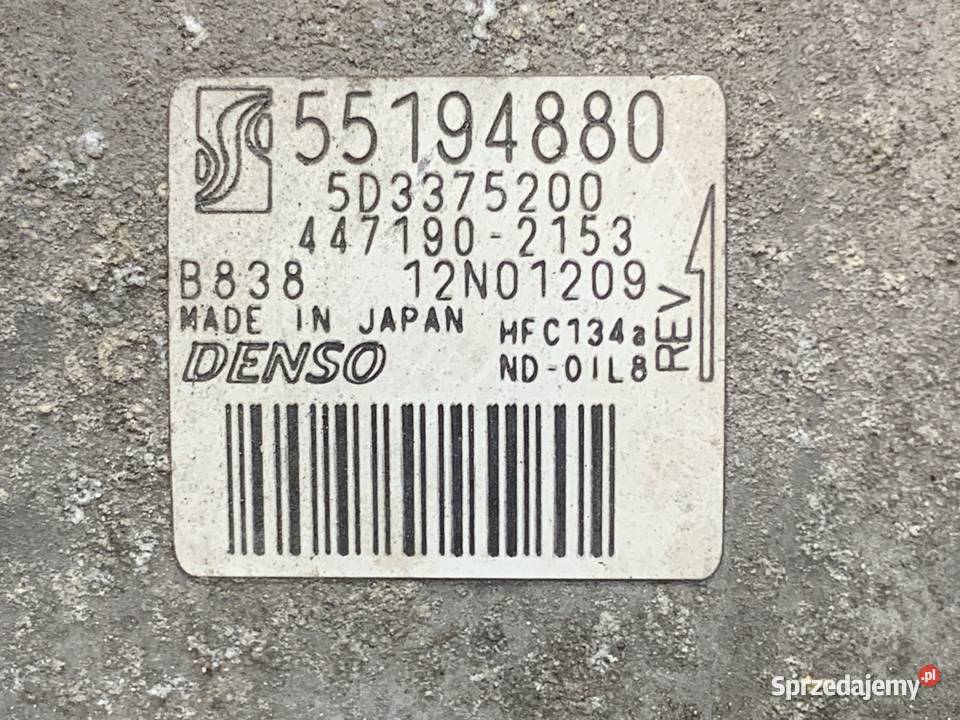 55194880
5D3375200
447190-2153
B838 12N01209
MADE IN JAPAN HFC134a
DENSO ND-OIL8
REV
Sprzedajemy.pl